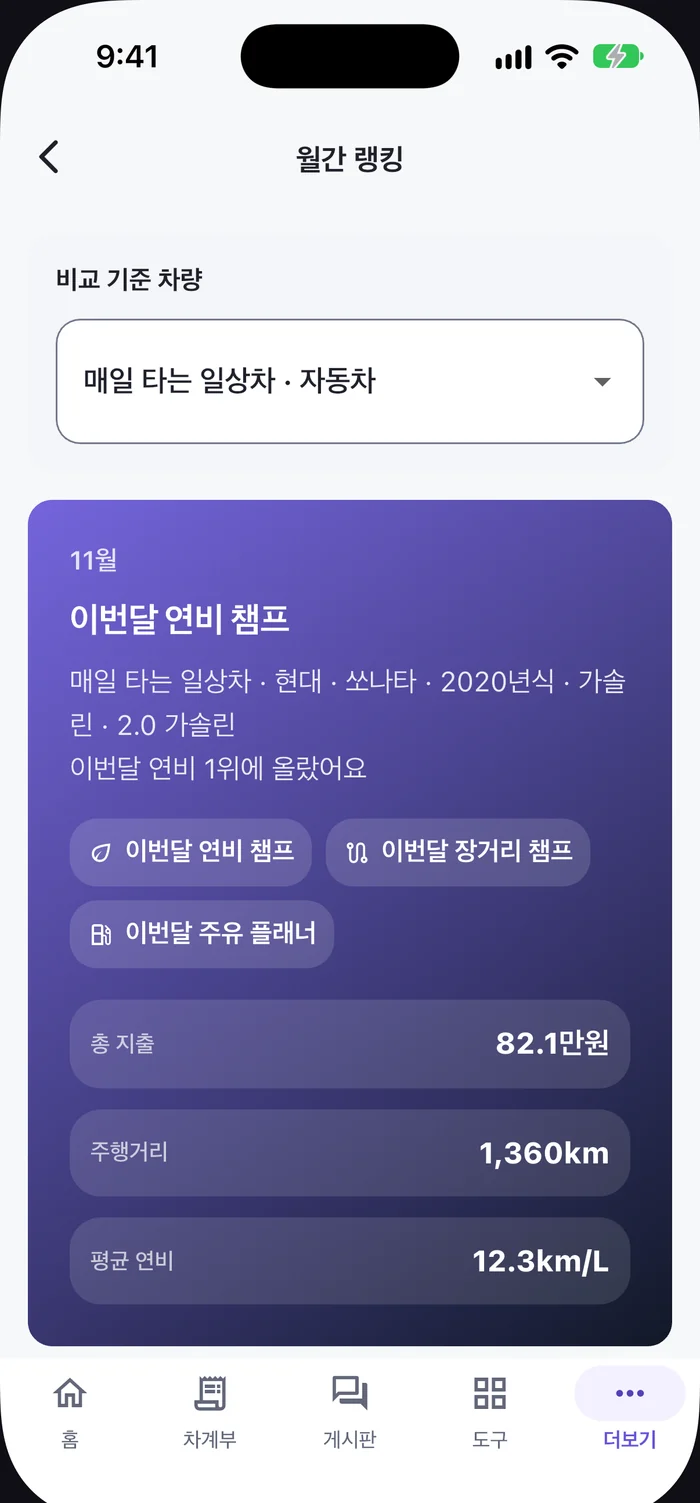 9:41
월간 랭킹
비교 기준 차량
매일 타는 일상차 · 자동차
11월
이번달 연비 챔프
매일 타는 일상차 · 현대 · 쏘나타 · 2020년식 · 가솔
린 · 2.0 가솔린
이번달 연비 1위에 올랐어요
이번달 연비 챔프
이번달 장거리 챔프
이번달 주유 플래너
총 지출
82.1만원
주행거리
1,360km
평균 연비
12.3km/L
홈
차계부
게시판
도구
더보기